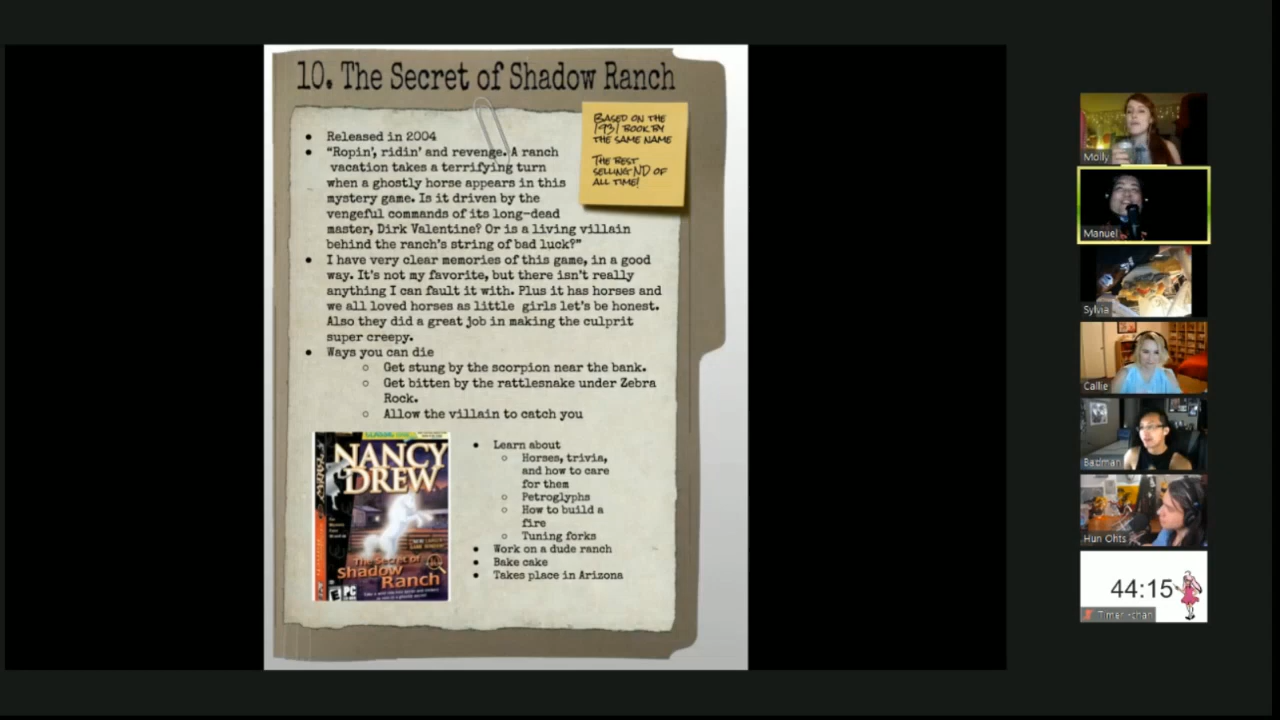 10. The Secret of Shadow Ranch
BASED ON THE
1931 BOOK BY
THE SAME NAME
THE BEST
SELLING ND OF
ALL TIME!
Released in 2004
“Ropin’, ridin’ and revenge. A ranch
vacation takes a terrifying turn
when a ghostly horse appears in this
mystery game. Is it driven by the
vengeful commands of its long-dead
master, Dirk Valentine? Or is a living villain
behind the ranch’s string of bad luck?”
I have very clear memories of this game, in a good
way. It’s not my favorite, but there isn’t really
anything I can fault it with. Plus it has horses and
we all loved horses as little girls let’s be honest.
Also they did a great job in making the culprit
super creepy.
Ways you can die
Get stung by the scorpion near the bank.
Get bitten by the rattlesnake under Zebra
Rock.
Allow the villain to catch you
NANCY
DREW
The Secret of
Shadow
Ranch
E
PC
Learn about
Horses, trivia,
and how to care
for them
Petroglyphs
How to build a
fire
Tuning forks
Work on a dude ranch
Bake cake
Takes place in Arizona
Molly
Manuel
Sylvia
Callie
Bazlman
Hun Ohts
44:15
Timer-chan